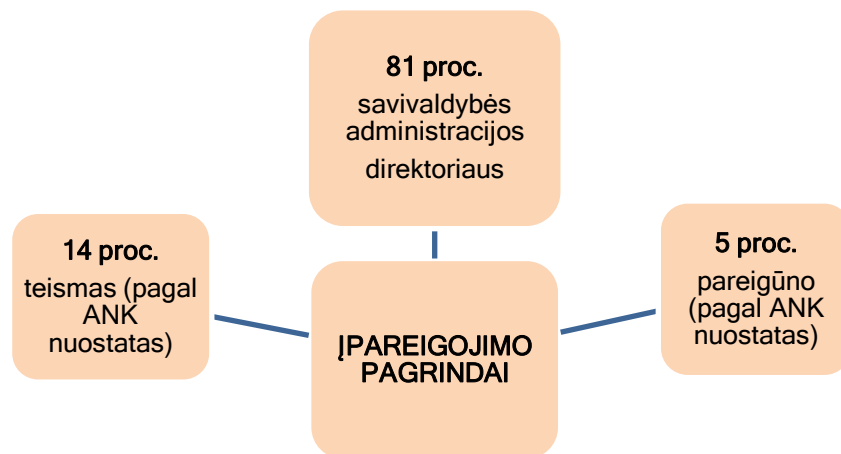 81 proc.
savivaldybės
administracijos
direktoriaus
14 proc.
teismas (pagal
ANK
nuostatas)
5 proc.
pareigūno
(pagal ANK
nuostatas)
ĮPAREIGOJIMO
PAGRINDAI